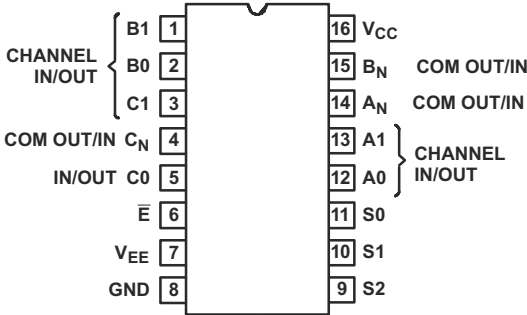 B1 1 16 VCC
CHANNEL IN/OUT
B0 2 15 BN COM OUT/IN
C1 3 14 AN COM OUT/IN
COM OUT/IN CN 4 13 A1
CHANNEL IN/OUT
IN/OUT C0 5 12 A0
E̅ 6 11 S0
VEE 7 10 S1
GND 8 9 S2